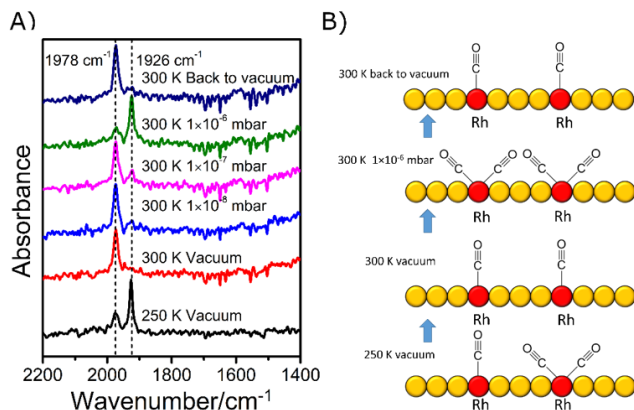 A)
1978 cm⁻¹ 1926 cm⁻¹
300 K Back to vacuum
300 K 1×10⁻⁶ mbar
300 K 1×10⁻⁷ mbar
300 K 1×10⁻⁸ mbar
300 K Vacuum
250 K Vacuum
Absorbance
2200 2000 1800 1600 1400
Wavenumber/cm⁻¹
B)
O O
C C
300 K back to vacuum
Rh Rh
300 K 1×10⁻⁶ mbar
O O O O
C C C C
Rh Rh
O O
C C
300 K vacuum
Rh Rh
O
C
O O
C C
250 K vacuum
Rh Rh